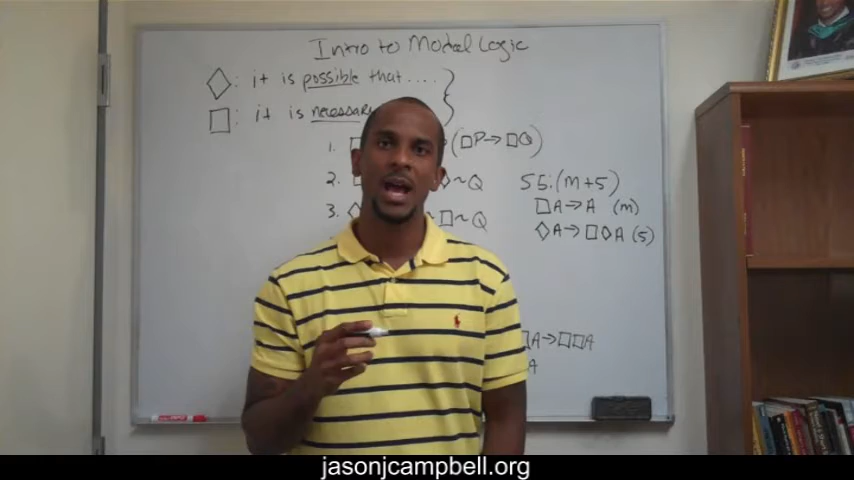 Intro to Modal Logic
◇: it is possible that....
□: it is necessary
1. (□P→□Q)
2. ◇~Q
3. ◇ ~□~Q
S5:(M+5)
□A→A (m)
◇A→□◇A (5)
□A→□□A
A
EXPO
jasonjcampbell.org